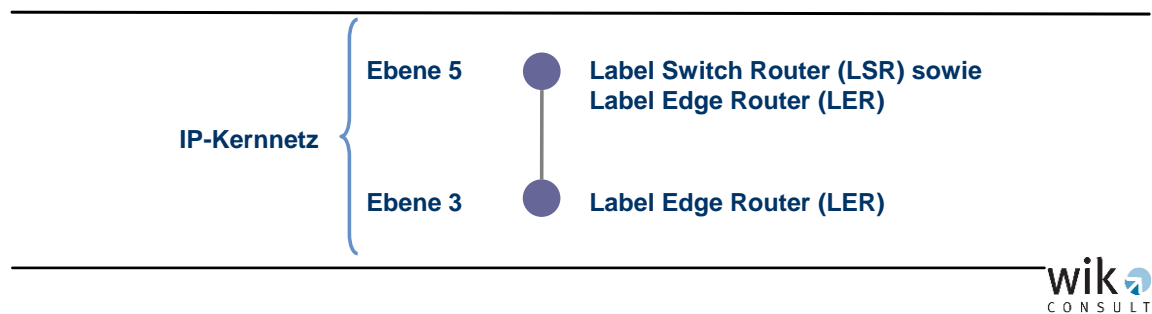 Ebene 5
Label Switch Router (LSR) sowie
Label Edge Router (LER)
IP-Kernnetz
Ebene 3
Label Edge Router (LER)
wik
CONSULT